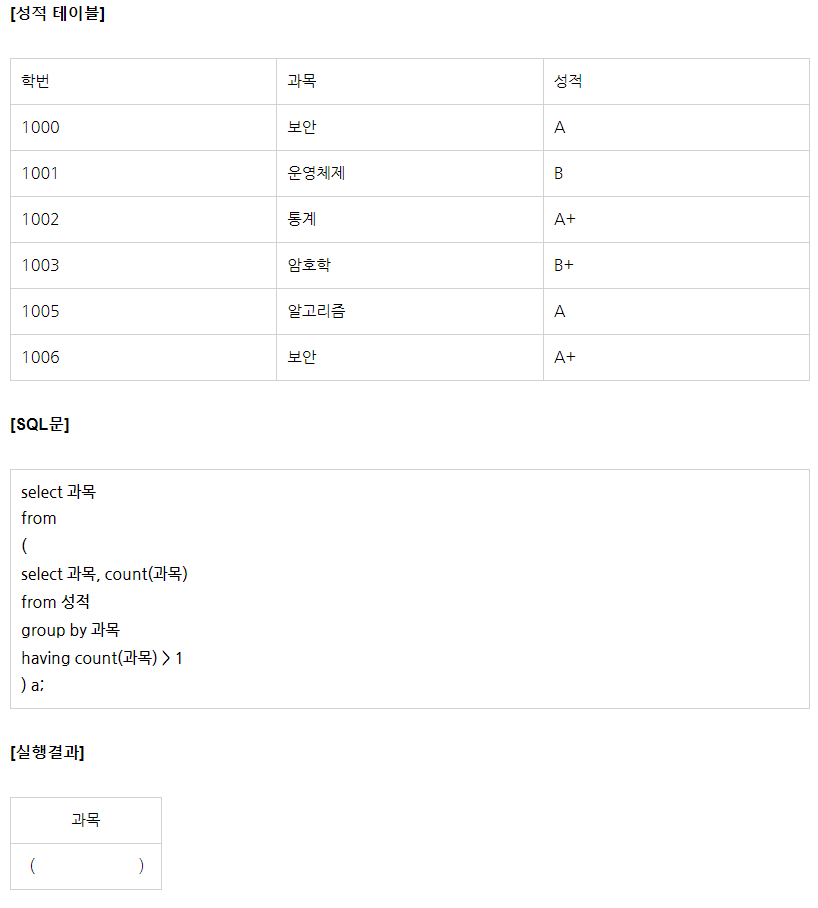 [성적 테이블]
학번 과목 성적
1000 보안 A
1001 운영체제 B
1002 통계 A+
1003 암호학 B+
1005 알고리즘 A
1006 보안 A+
[SQL문]
select 과목
from
(
select 과목, count(과목)
from 성적
group by 과목
having count(과목) > 1
) a;
[실행결과]
과목
( )